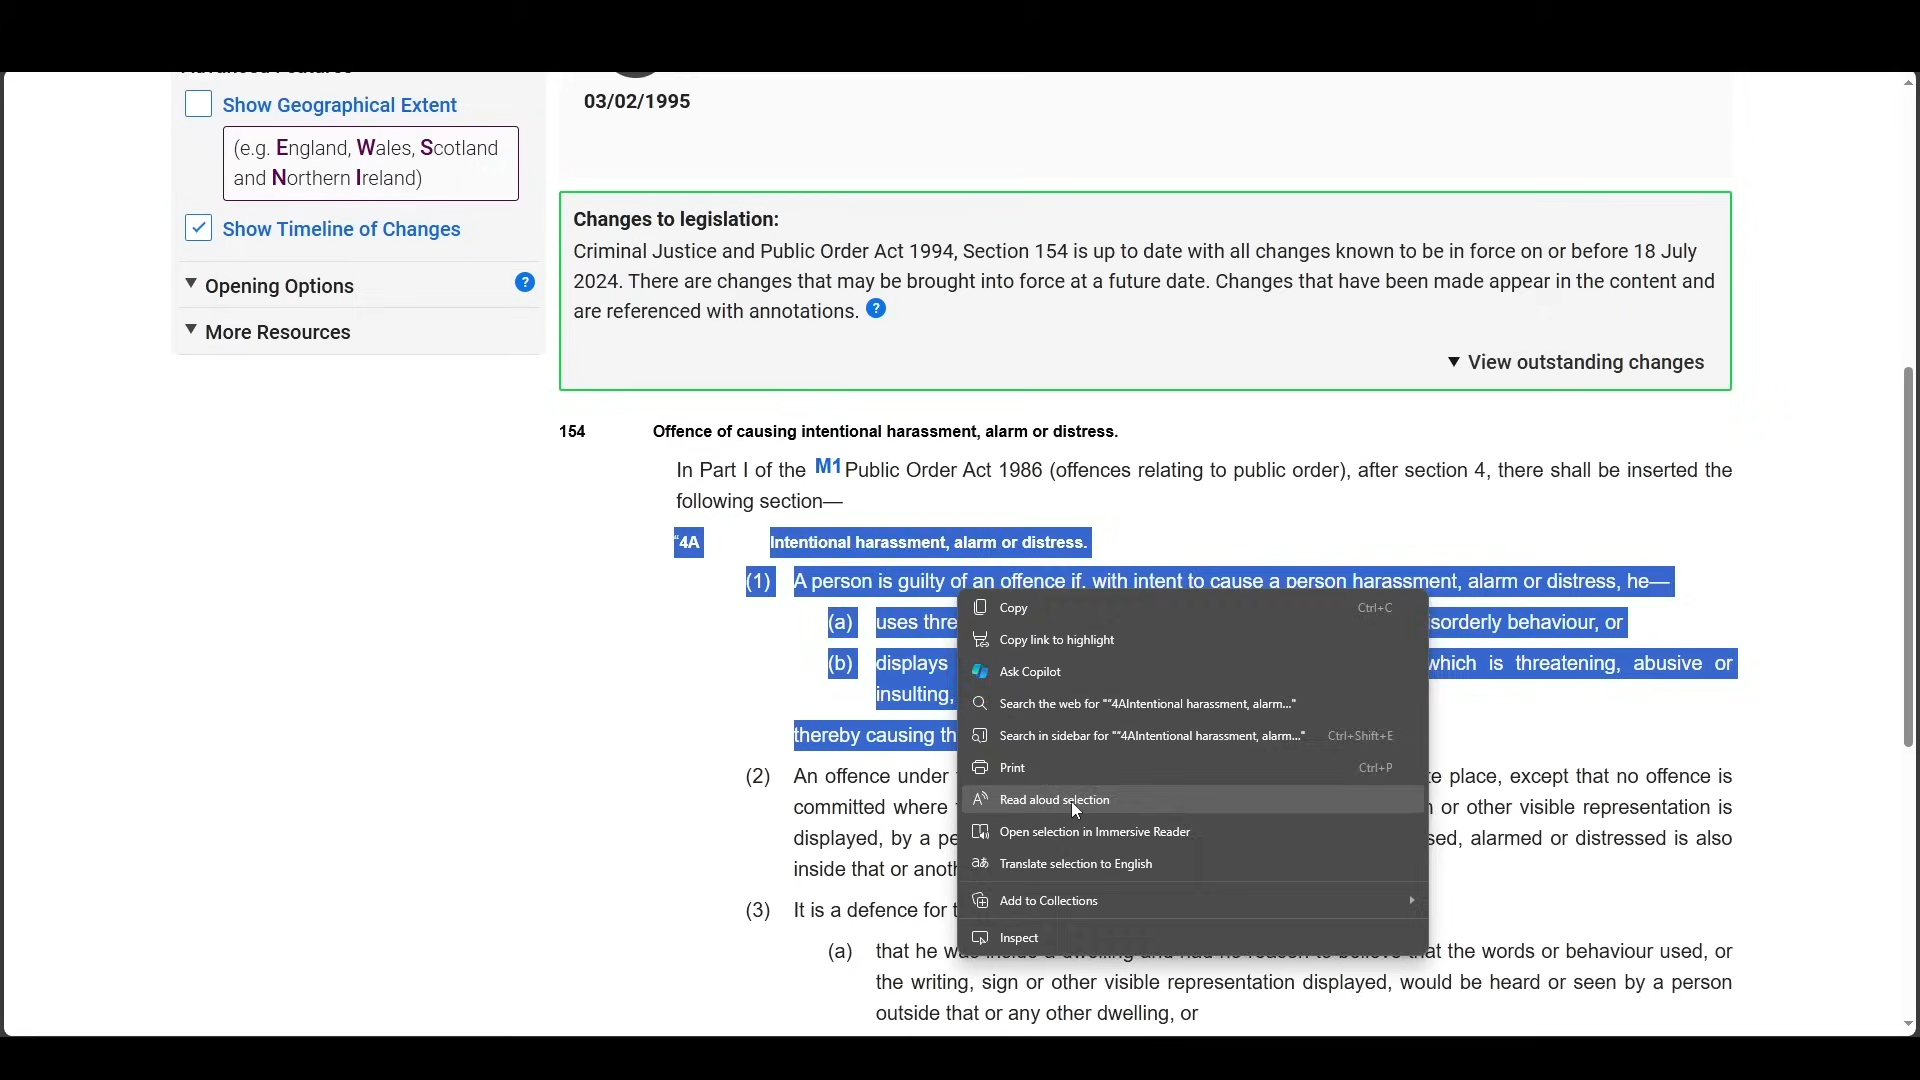 03/02/1995
Show Geographical Extent
(e.g. England, Wales, Scotland
and Northern Ireland)
Show Timeline of Changes
Opening Options
?
More Resources
Changes to legislation:
Criminal Justice and Public Order Act 1994, Section 154 is up to date with all changes known to be in force on or before 18 July
2024. There are changes that may be brought into force at a future date. Changes that have been made appear in the content and
are referenced with annotations. ?
View outstanding changes
154 Offence of causing intentional harassment, alarm or distress.
In Part I of the M1 Public Order Act 1986 (offences relating to public order), after section 4, there shall be inserted the
following section—
“4A Intentional harassment, alarm or distress.
(1) A person is guilty of an offence if, with intent to cause a person harassment, alarm or distress, he—
(a) uses thre
isorderly behaviour, or
(b) displays
which is threatening, abusive or
insulting,
thereby causing th
(2) An offence under
te place, except that no offence is
committed where
or other visible representation is
displayed, by a pe
sed, alarmed or distressed is also
inside that or anoth
(3) It is a defence for t
(a) that he w
at the words or behaviour used, or
the writing, sign or other visible representation displayed, would be heard or seen by a person
outside that or any other dwelling, or
Copy Ctrl+C
Copy link to highlight
Ask Copilot
Search the web for "“4AIntentional harassment, alarm..."
Search in sidebar for "“4AIntentional harassment, alarm..." Ctrl+Shift+E
Print Ctrl+P
Read aloud selection
Open selection in Immersive Reader
Translate selection to English
Add to Collections
Inspect